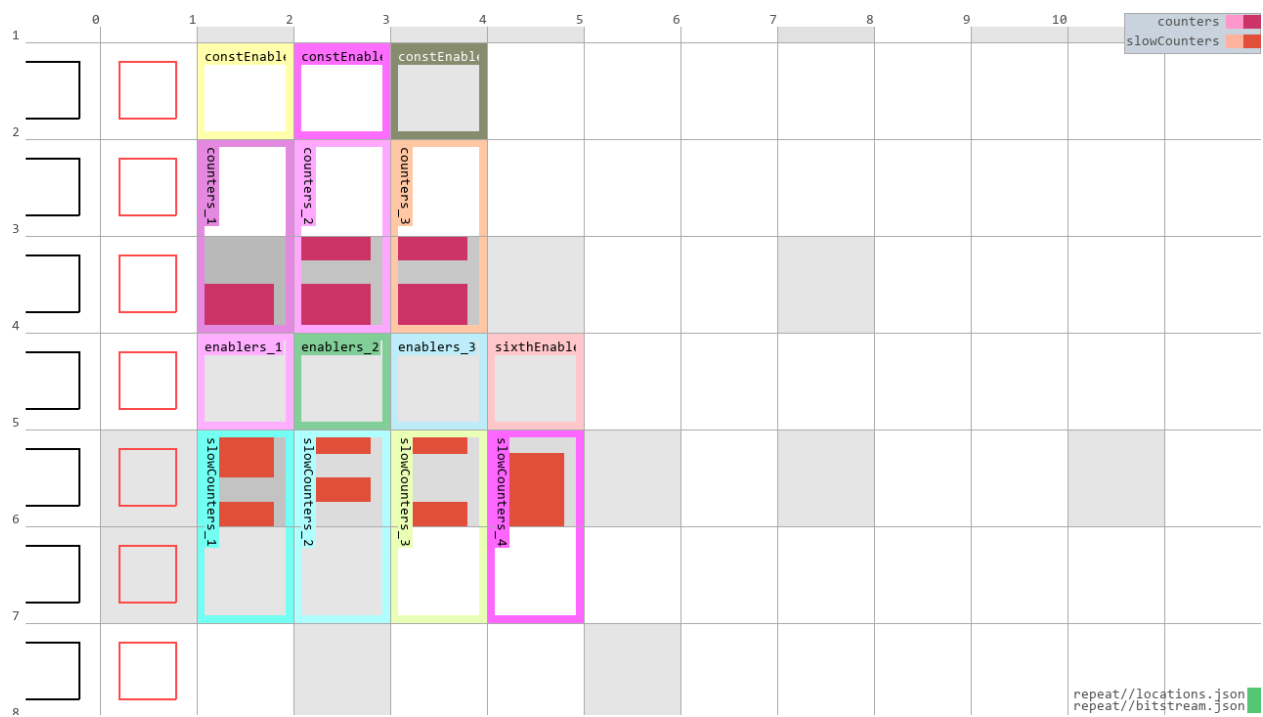 0 1 2 3 4 5 6 7 8 9 10
counters
slowCounters
1
constEnable constEnable constEnable
2
counters_1 counters_2 counters_3
3
4
enablers_1 enablers_2 enablers_3 sixthEnable
5
slowCounters_1 slowCounters_2 slowCounters_3 slowCounters_4
6
7
repeat//locations.json
repeat//bitstream.json
8